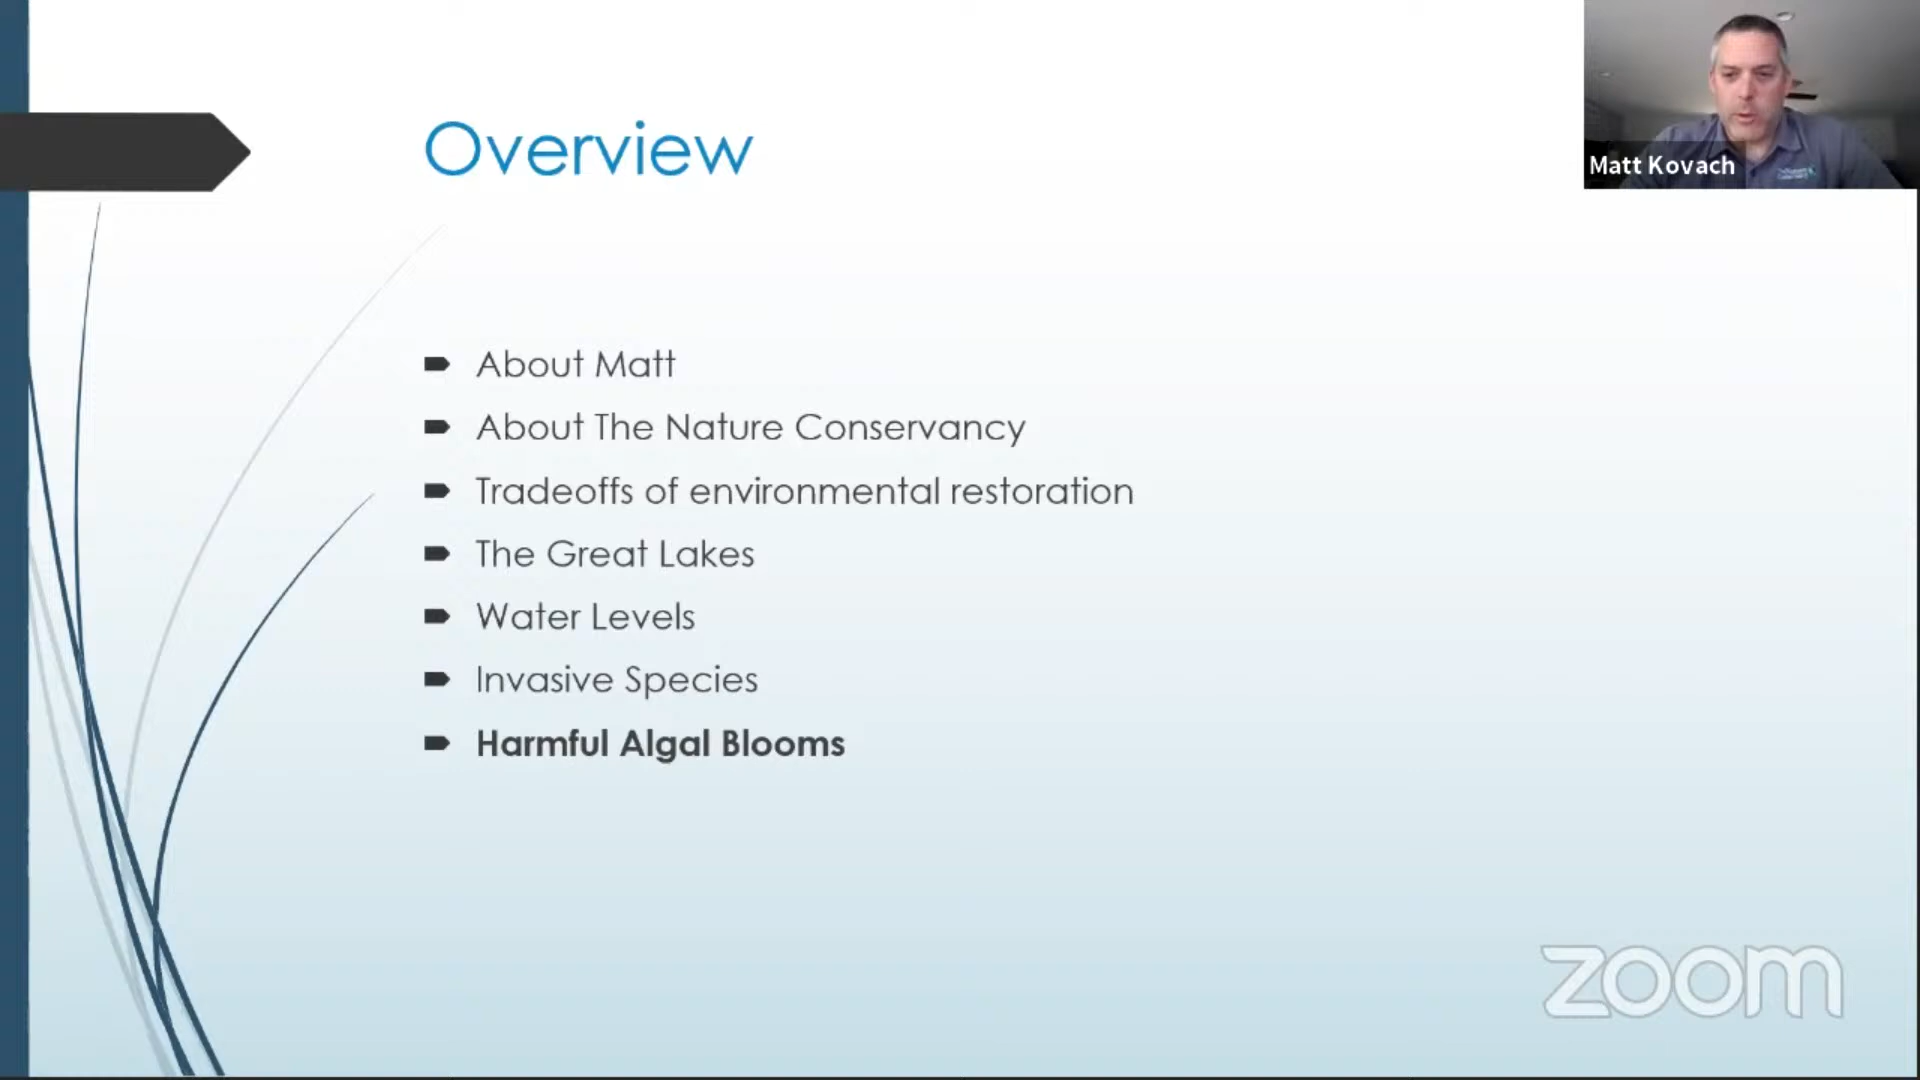 Overview
Matt Kovach
About Matt
About The Nature Conservancy
Tradeoffs of environmental restoration
The Great Lakes
Water Levels
Invasive Species
Harmful Algal Blooms
zoom